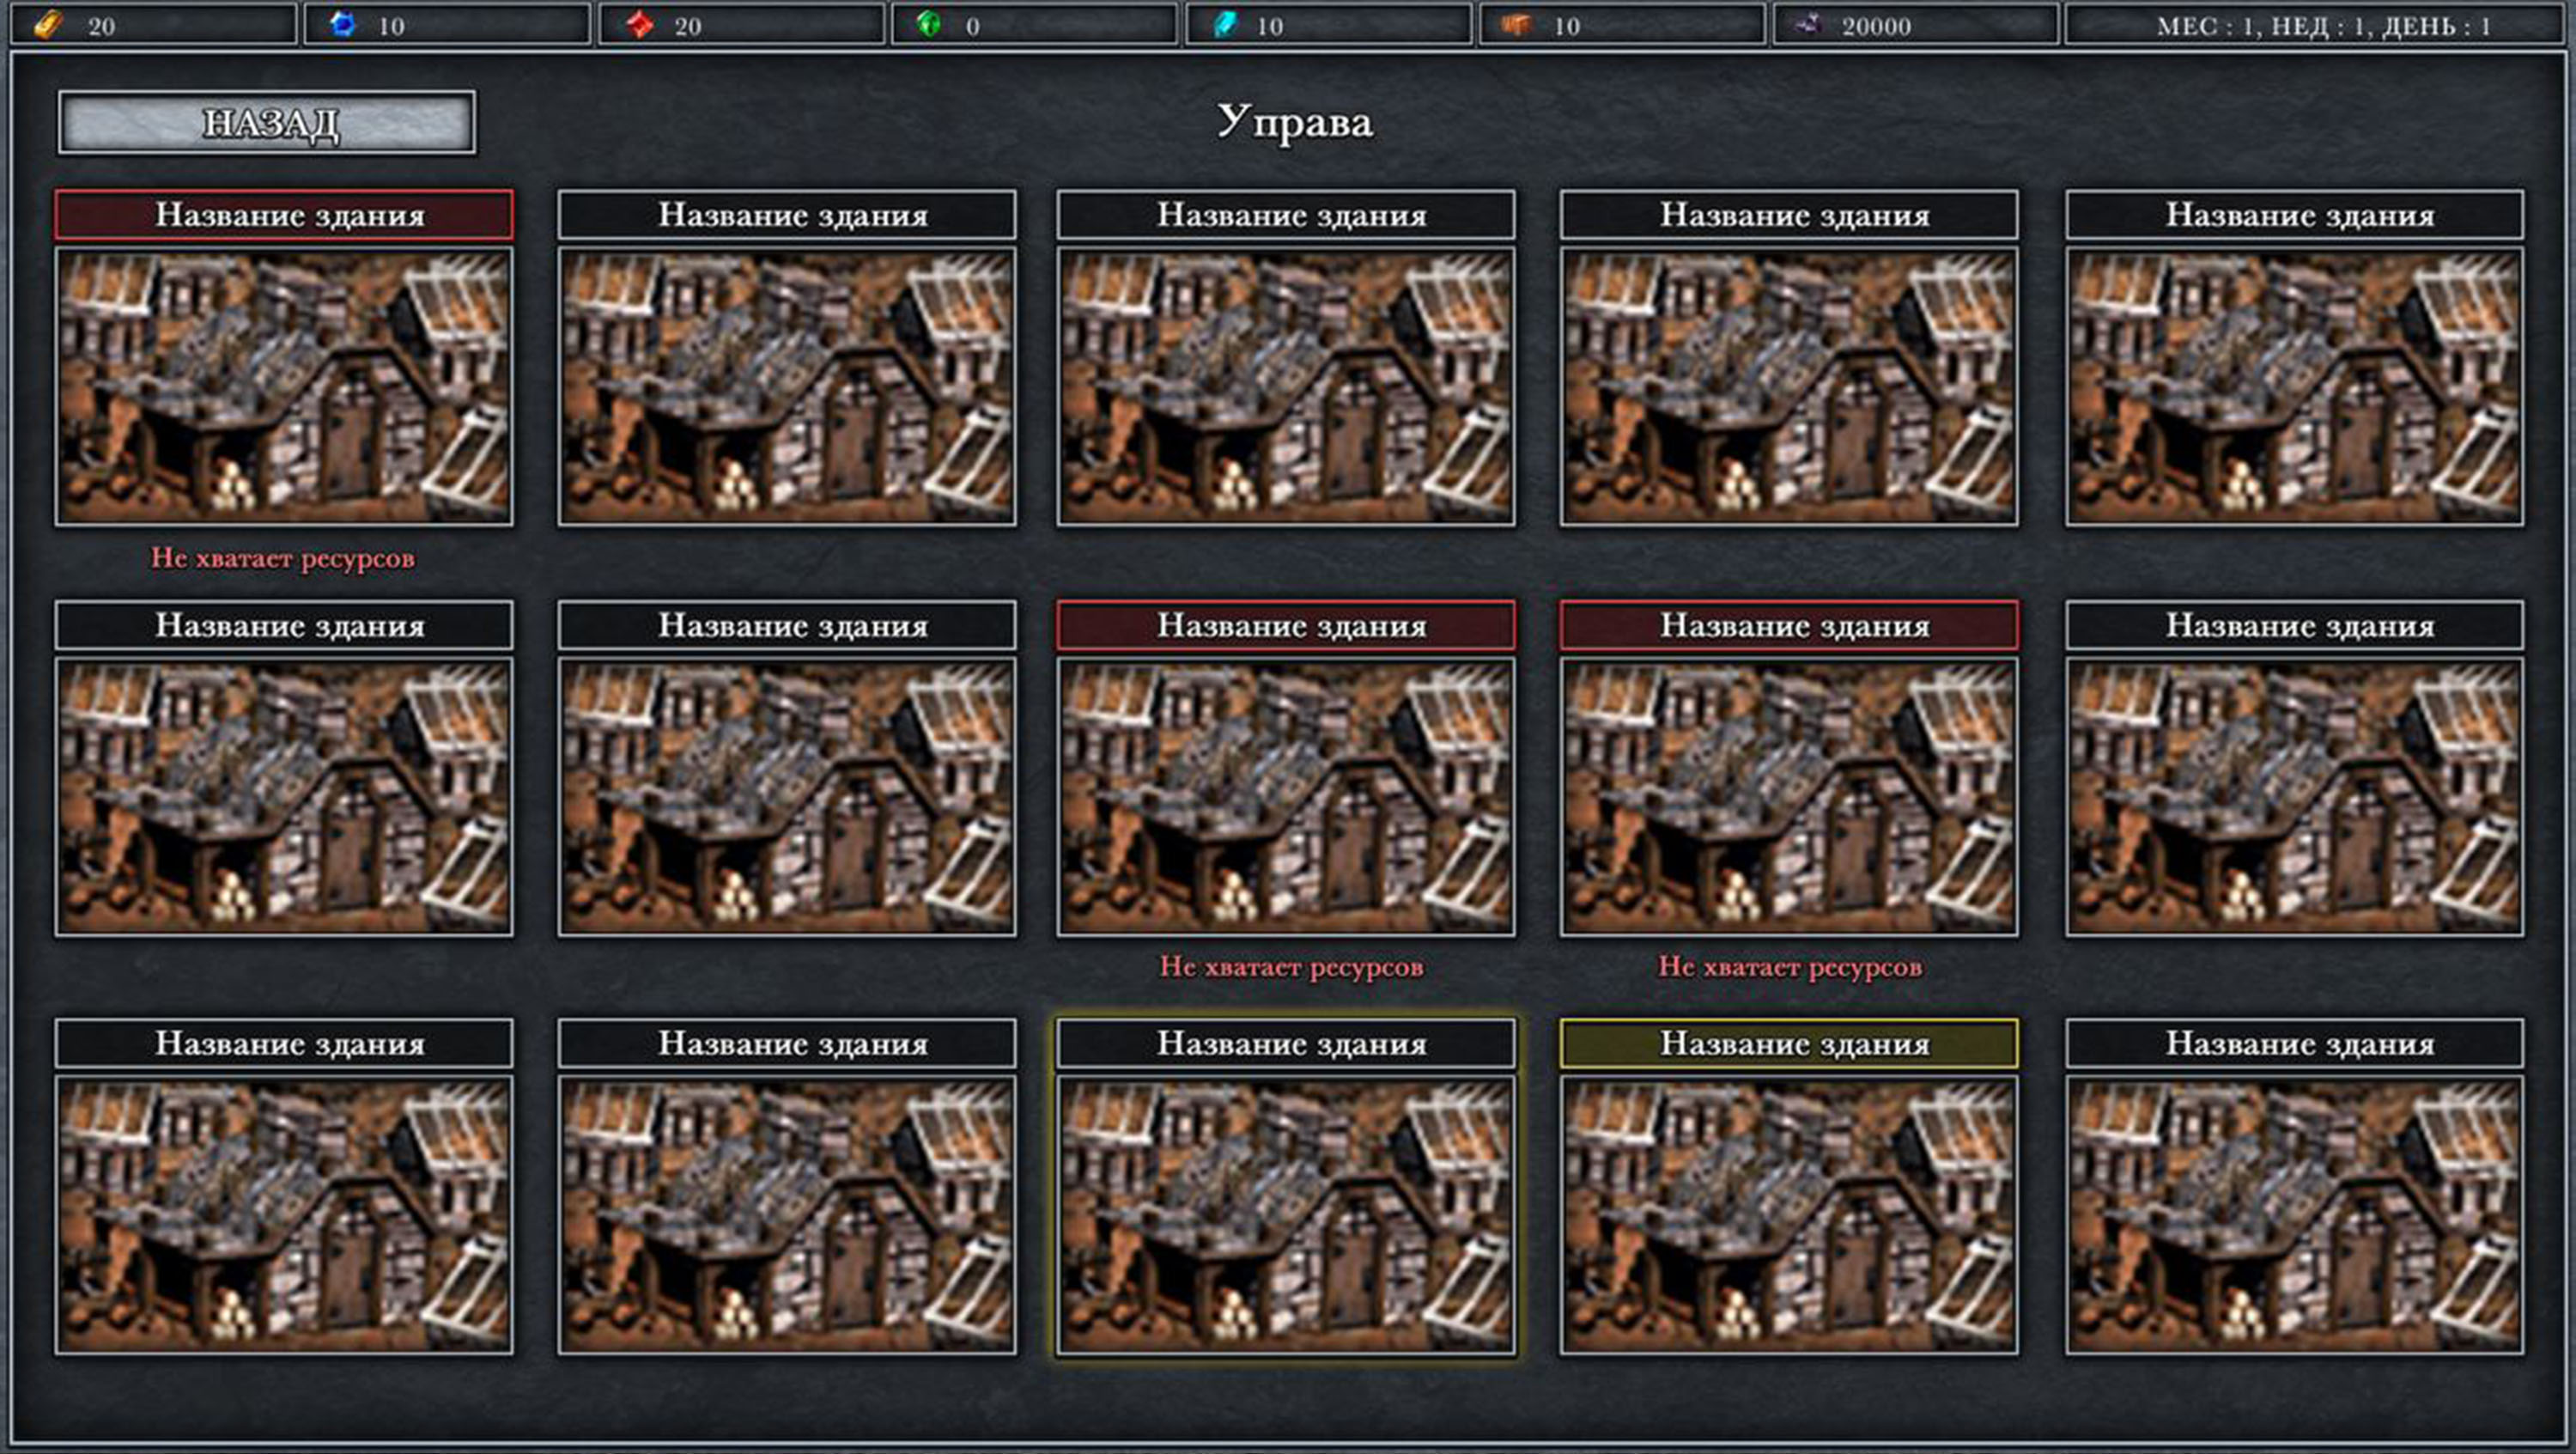 20 10 20 0 10 10 20000 МЕС : 1, НЕД : 1, ДЕНЬ : 1
НАЗАД
Управа
Название здания Название здания Название здания Название здания Название здания
Не хватает ресурсов
Название здания Название здания Название здания Название здания Название здания
Не хватает ресурсов Не хватает ресурсов
Название здания Название здания Название здания Название здания Название здания